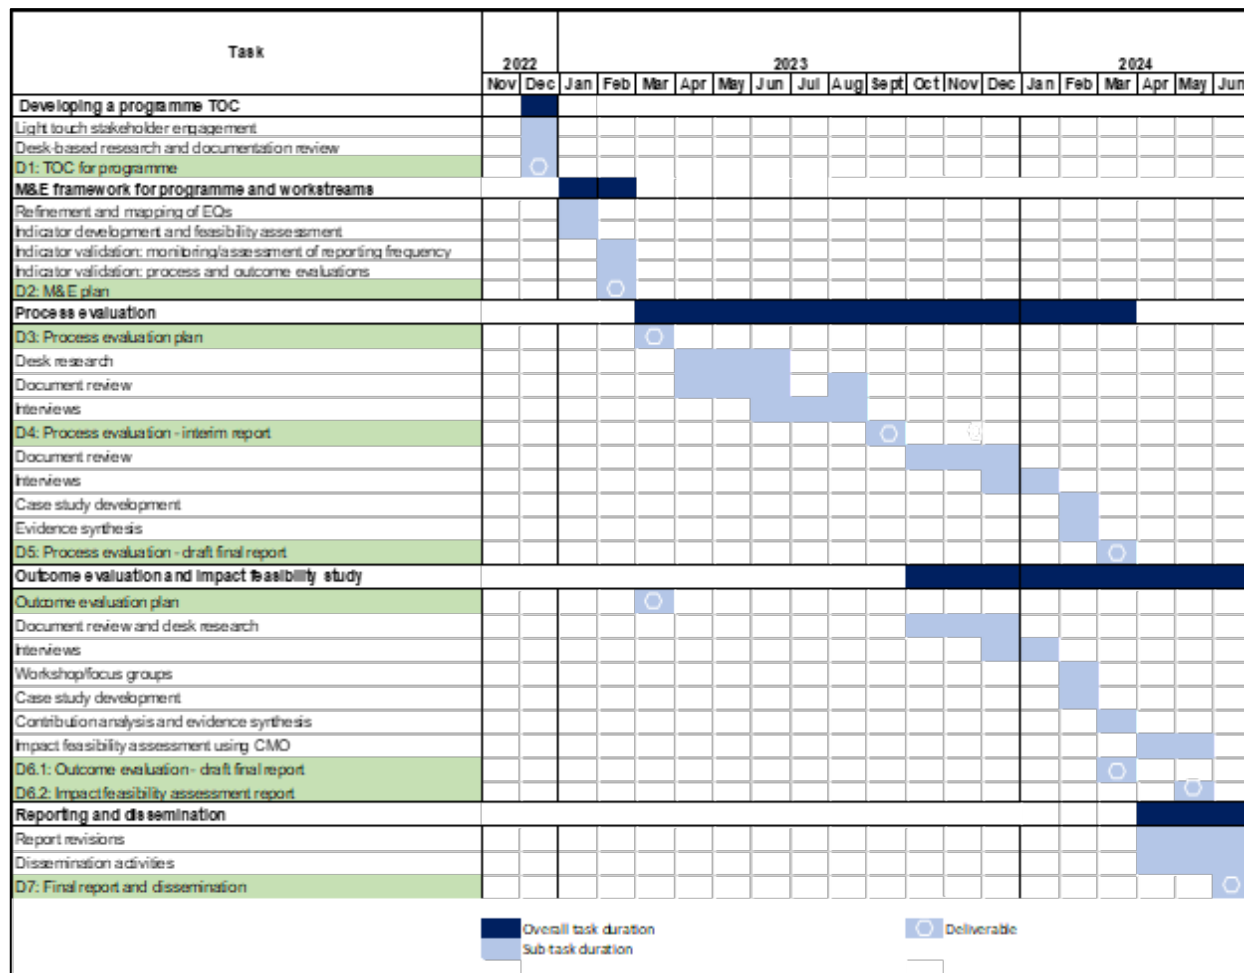 Task
2022 2023 2024
Nov Dec Jan Feb Mar Apr May Jun Jul Aug Sept Oct Nov Dec Jan Feb Mar Apr May Jun
Developing a programme TOC
Light touch stakeholder engagement
Desk-based research and documentation review
D1: TOC for programme
M&E framework for programme and workstreams
Refinement and mapping of EQs
Indicator development and feasibility assessment
Indicator validation: monitoring/assessment of reporting frequency
Indicator validation: process and outcome evaluations
D2: M&E plan
Process evaluation
D3: Process evaluation plan
Desk research
Document review
Interviews
D4: Process evaluation - interim report
Document review
Interviews
Case study development
Evidence synthesis
D5: Process evaluation - draft final report
Outcome evaluation and impact feasibility study
Outcome evaluation plan
Document review and desk research
Interviews
Workshop/focus groups
Case study development
Contribution analysis and evidence synthesis
Impact feasibility assessment using CMO
D6.1: Outcome evaluation - draft final report
D6.2: Impact feasibility assessment report
Reporting and dissemination
Report revisions
Dissemination activities
D7: Final report and dissemination
Overall task duration Deliverable
Sub task duration